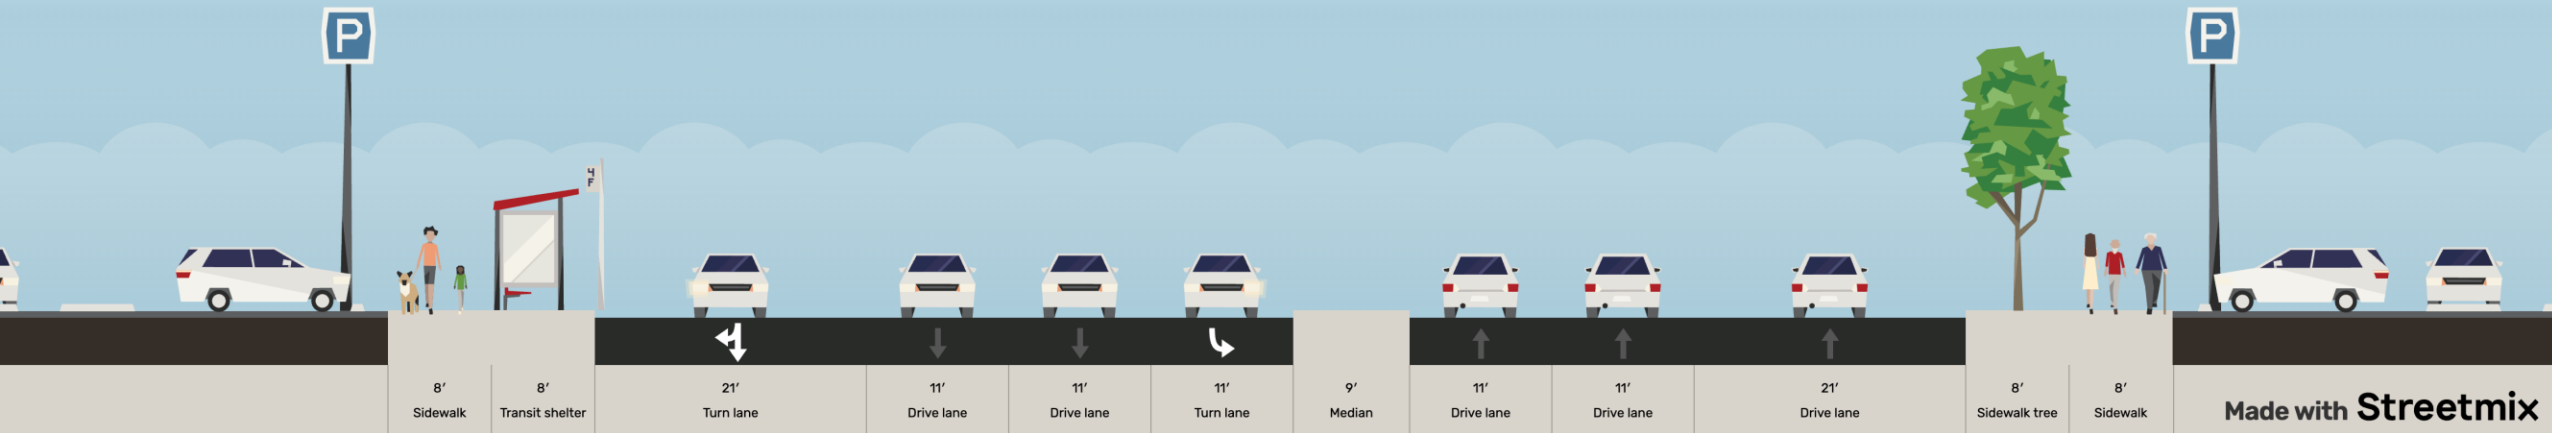 P
P
4
F
8′
8′
21′
11′
11′
11′
9′
11′
11′
21′
8′
8′
Sidewalk
Transit shelter
Turn lane
Drive lane
Drive lane
Turn lane
Median
Drive lane
Drive lane
Drive lane
Sidewalk tree
Sidewalk
Made with Streetmix